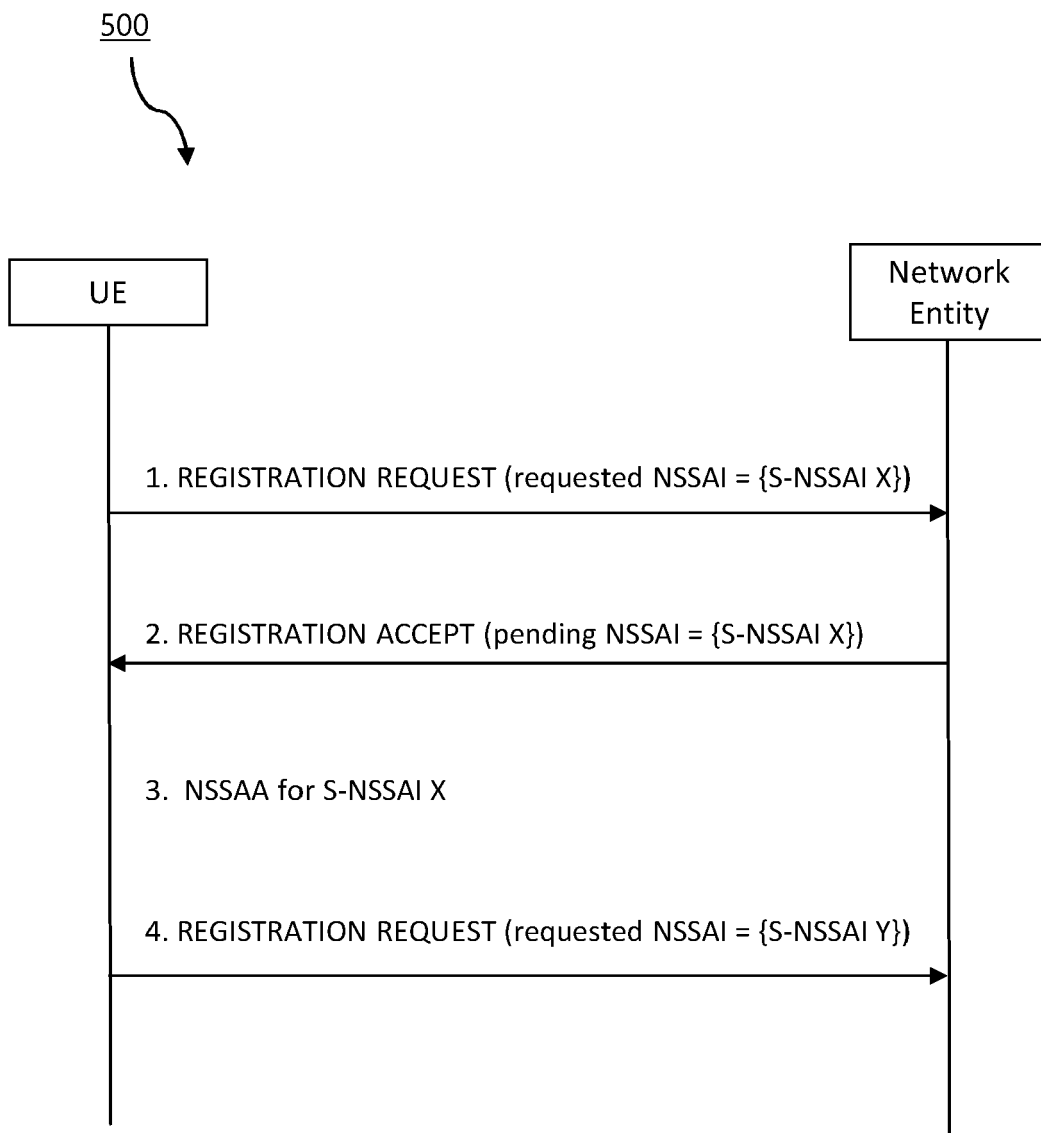 500
UE
Network
Entity
1. REGISTRATION REQUEST (requested NSSAI = {S-NSSAI X})
2. REGISTRATION ACCEPT (pending NSSAI = {S-NSSAI X})
3. NSSAA for S-NSSAI X
4. REGISTRATION REQUEST (requested NSSAI = {S-NSSAI Y})